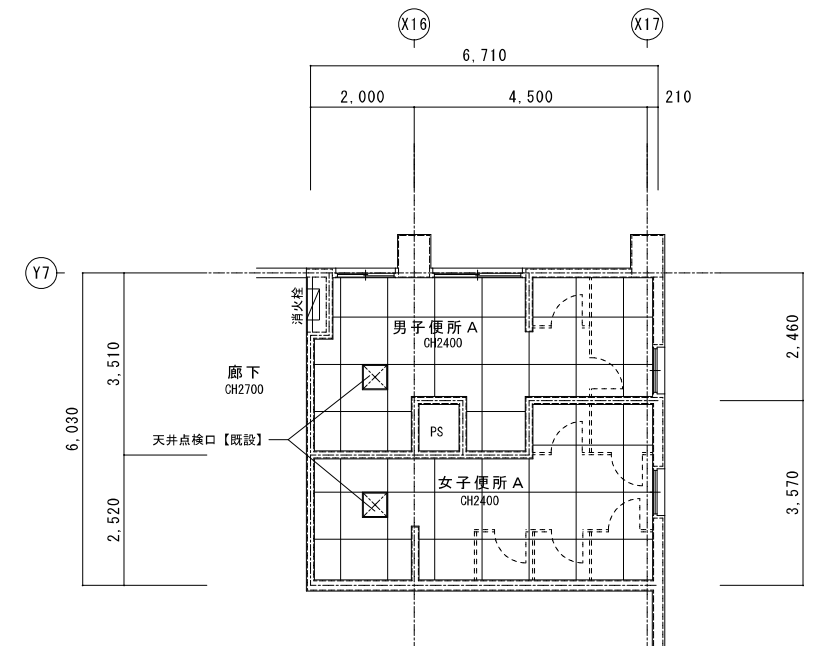 X16
X17
6,710
2,000
4,500
210
Y7
消火栓
男子便所A
CH2400
廊下
CH2700
3,510
2,460
6,030
天井点検口【既設】
PS
女子便所A
CH2400
2,520
3,570